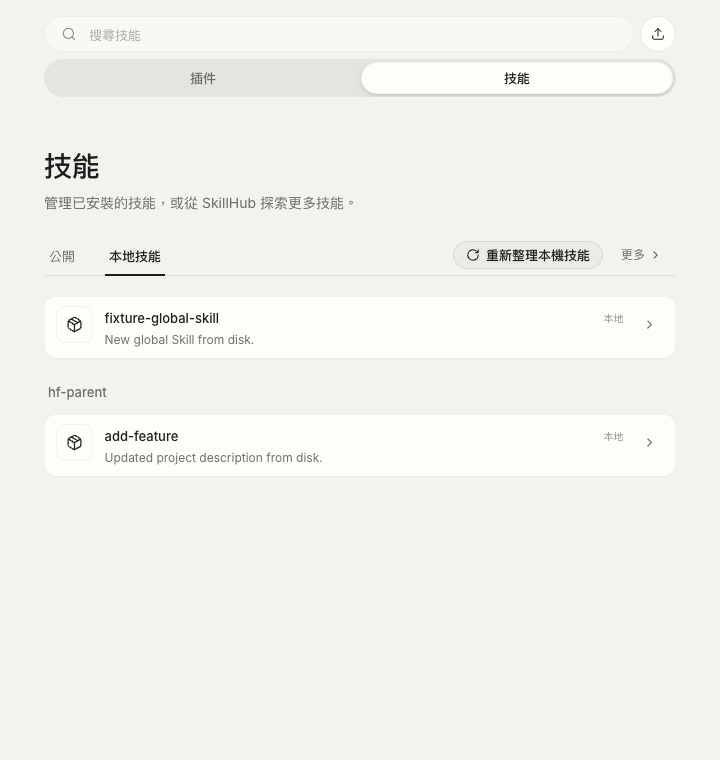 搜尋技能
插件
技能
技能
管理已安裝的技能，或從 SkillHub 探索更多技能。
公開
本地技能
重新整理本機技能
更多
fixture-global-skill
本地
New global Skill from disk.
hf-parent
add-feature
本地
Updated project description from disk.